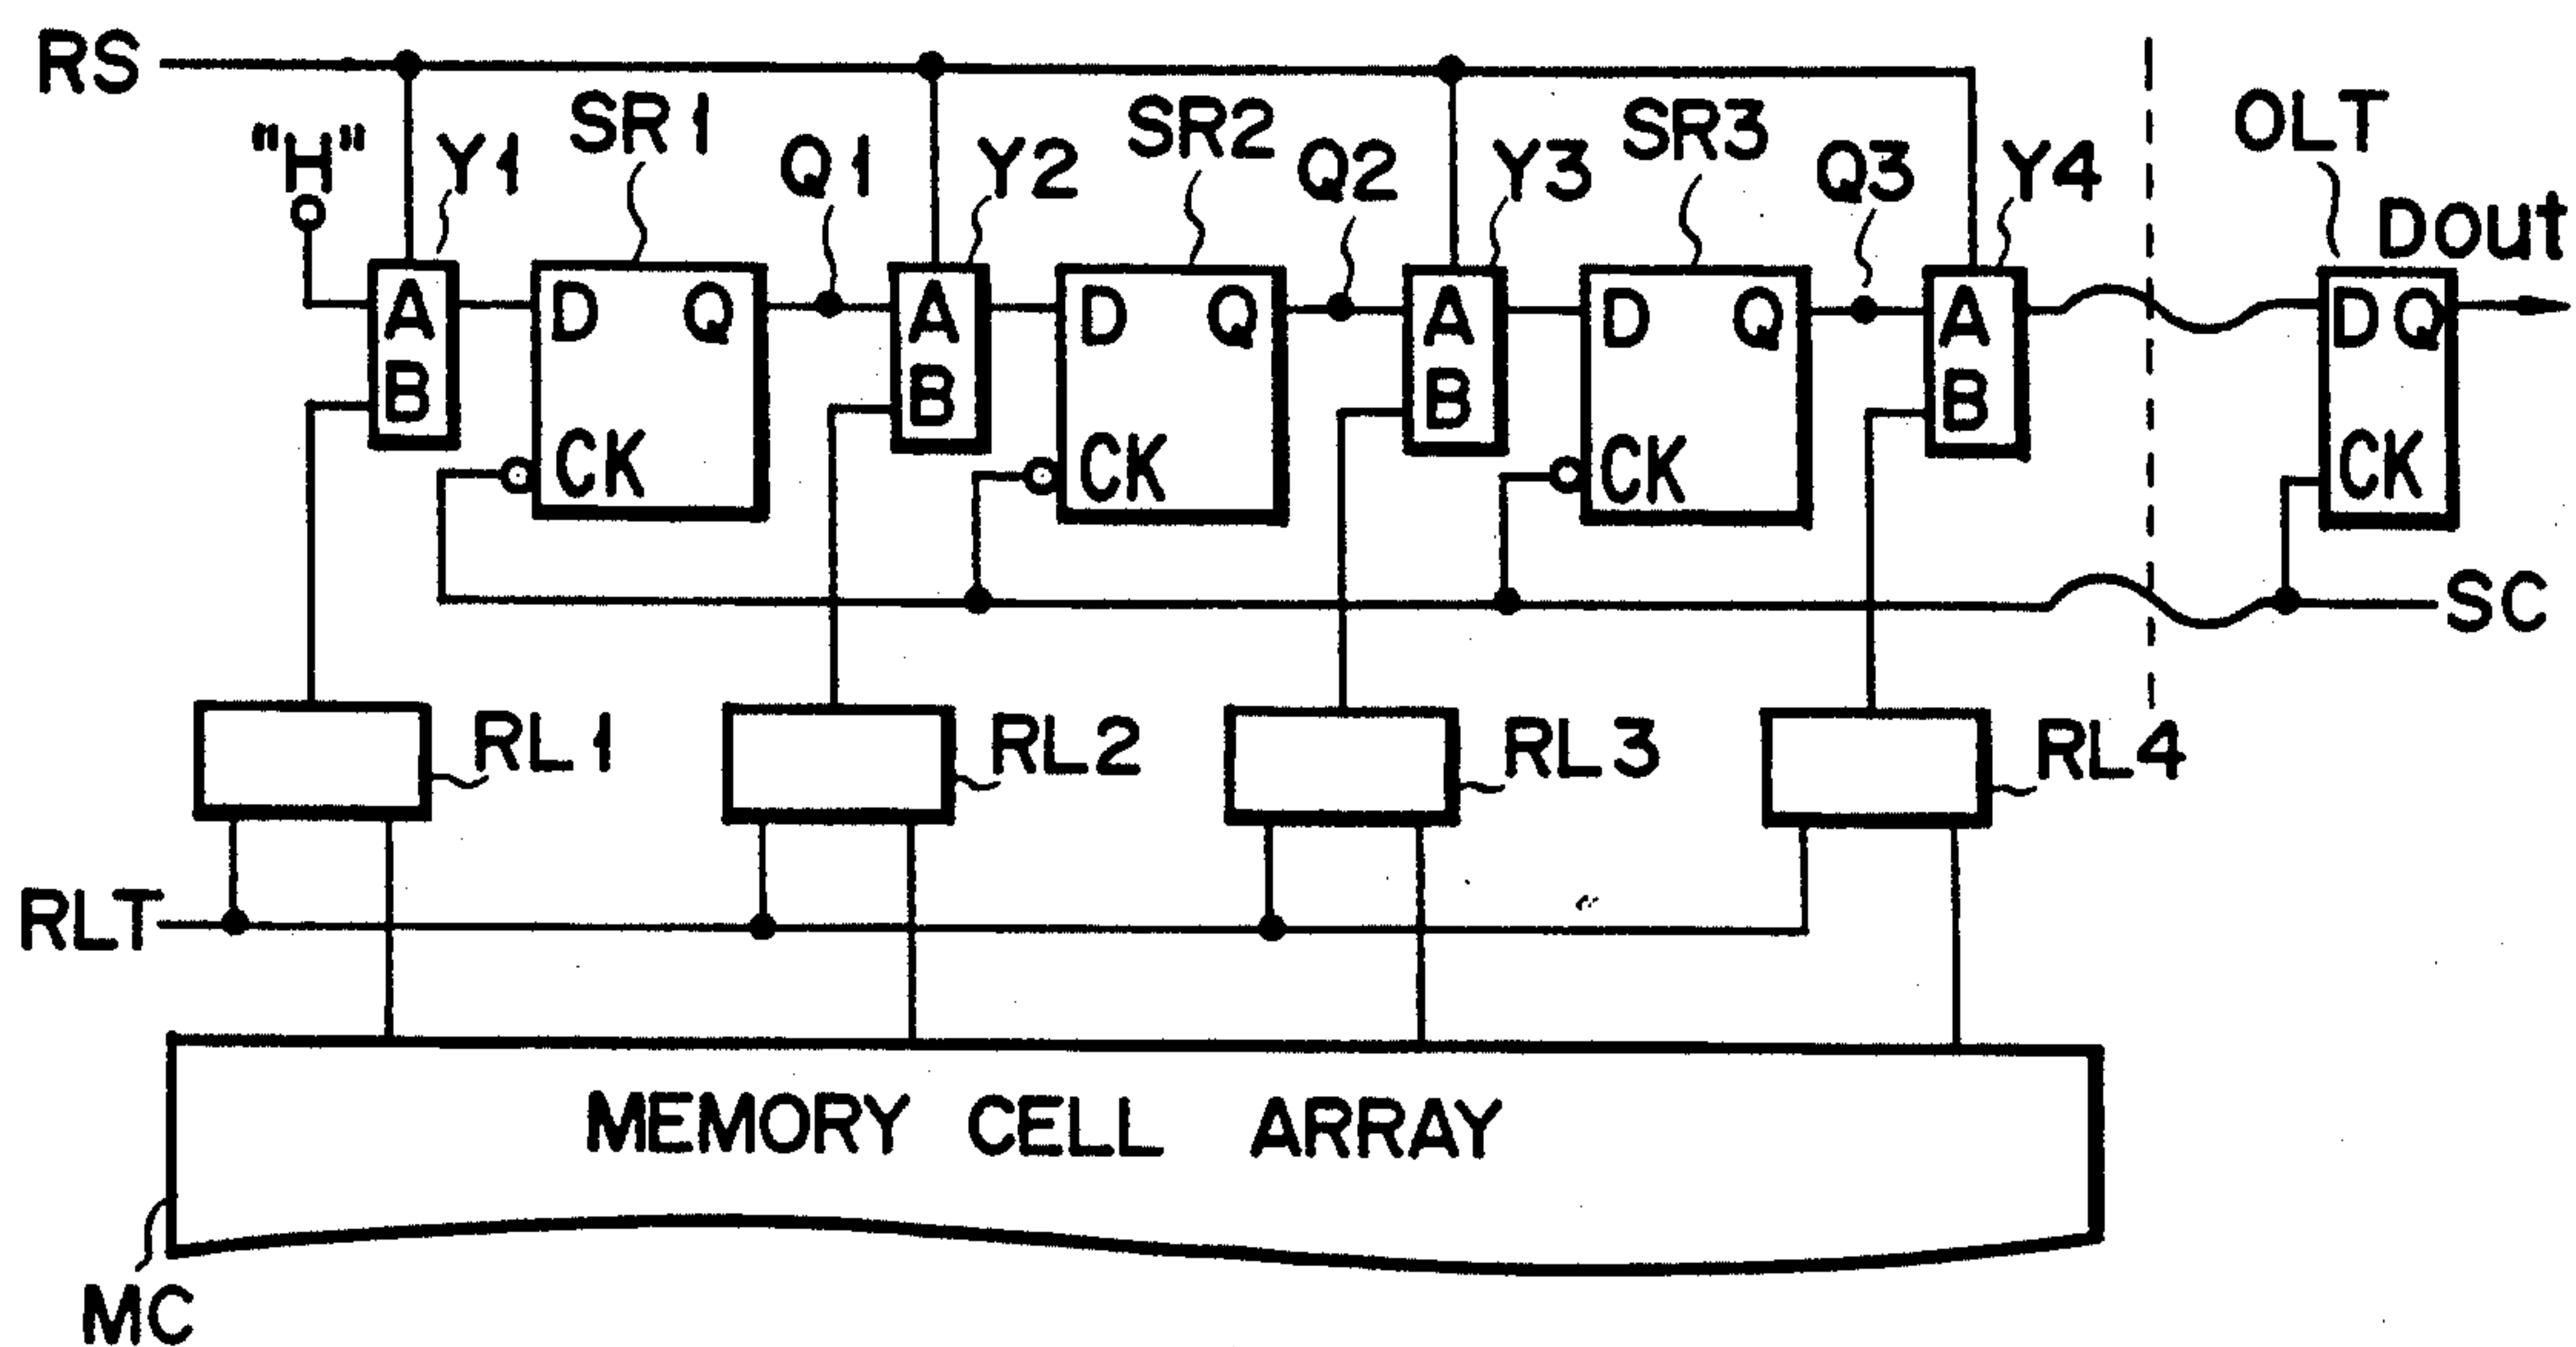 RS
"H"
Y1
SR1
Q1
Y2
SR2
Q2
Y3
SR3
Q3
Y4
OLT
Dout
A
B
D Q
CK
A
B
D Q
CK
A
B
D Q
CK
A
B
D Q
CK
SC
RL1
RL2
RL3
RL4
RLT
MEMORY CELL ARRAY
MC